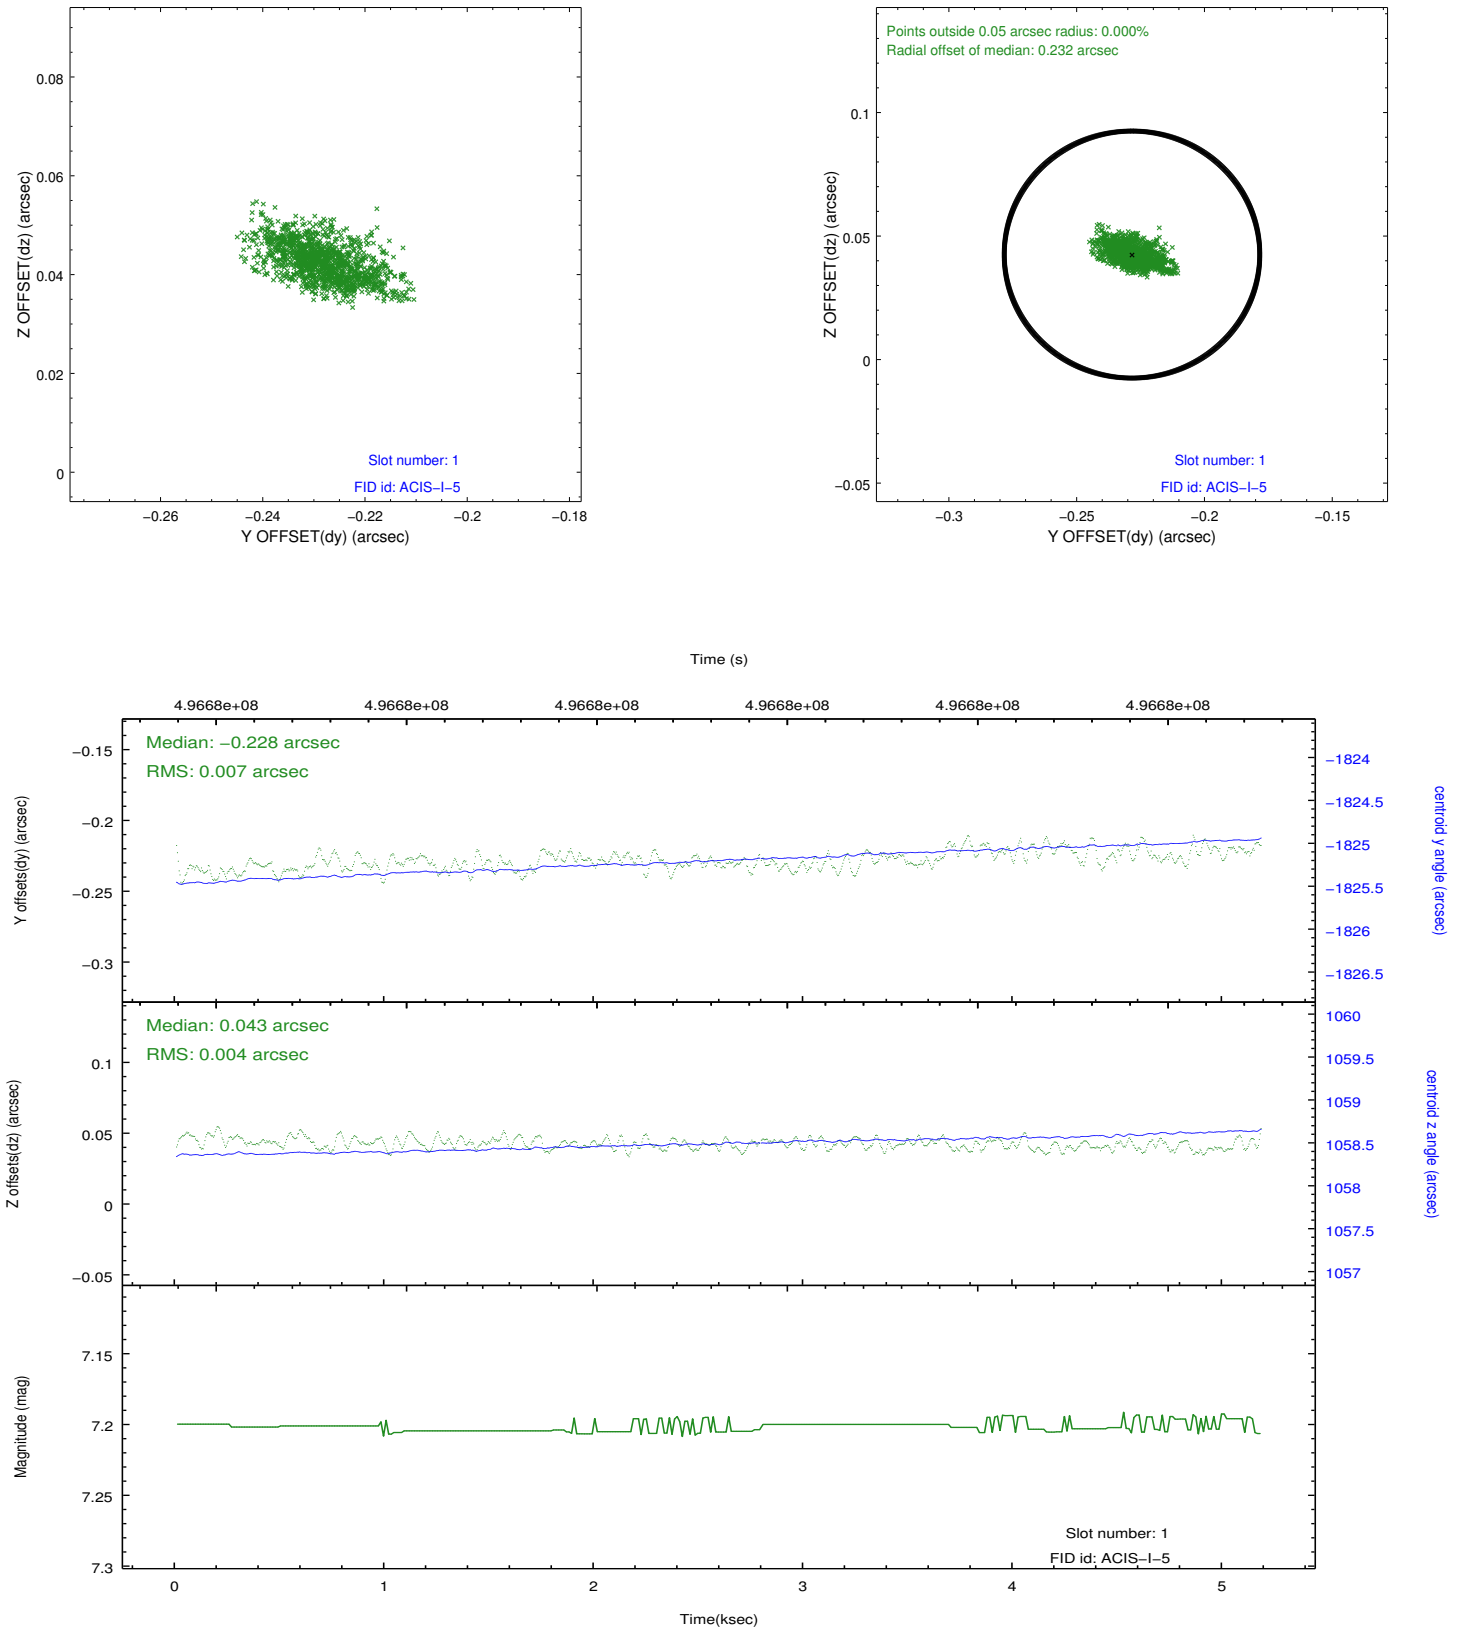 0.08
0.06
0.04
0.02
0
Z OFFSET(dz) (arcsec)
Slot number: 1
FID id: ACIS−I−5
−0.26 −0.24 −0.22 −0.2 −0.18
Y OFFSET(dy) (arcsec)
Points outside 0.05 arcsec radius: 0.000%
Radial offset of median: 0.232 arcsec
0.1
0.05
0
−0.05
Z OFFSET(dz) (arcsec)
Slot number: 1
FID id: ACIS−I−5
−0.3 −0.25 −0.2 −0.15
Y OFFSET(dy) (arcsec)
Time (s)
4.9668e+08 4.9668e+08 4.9668e+08 4.9668e+08 4.9668e+08 4.9668e+08
Median: −0.228 arcsec
RMS: 0.007 arcsec
−0.15
−0.2
−0.25
−0.3
Y offsets(dy) (arcsec)
−1824
−1824.5
−1825
−1825.5
−1826
−1826.5
centroid y angle (arcsec)
Median: 0.043 arcsec
RMS: 0.004 arcsec
0.1
0.05
0
−0.05
Z offsets(dz) (arcsec)
1060
1059.5
1059
1058.5
1058
1057.5
1057
centroid z angle (arcsec)
7.15
7.2
7.25
7.3
Magnitude (mag)
Slot number: 1
FID id: ACIS−I−5
0 1 2 3 4 5
Time(ksec)